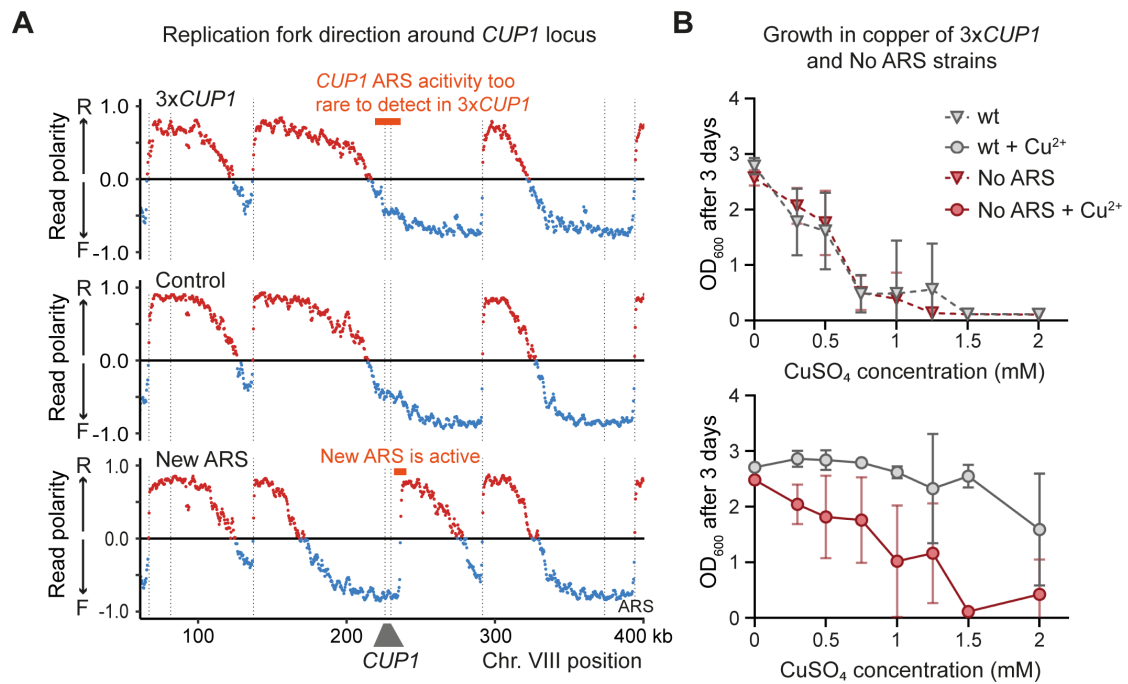 A
Replication fork direction around CUP1 locus
3xCUP1
CUP1 ARS acitivity too
rare to detect in 3xCUP1
R
1.0
0.0
F
-1.0
Read polarity
Control
R
1.0
0.0
F
-1.0
Read polarity
New ARS
New ARS is active
R
1.0
0.0
F
-1.0
Read polarity
ARS
100
200
300
400 kb
CUP1
Chr. VIII position
B
Growth in copper of 3xCUP1
and No ARS strains
wt
wt + Cu²⁺
No ARS
No ARS + Cu²⁺
4
3
2
1
0
OD₆₀₀ after 3 days
0
0.5
1
1.5
2
CuSO₄ concentration (mM)
4
3
2
1
0
OD₆₀₀ after 3 days
0
0.5
1
1.5
2
CuSO₄ concentration (mM)